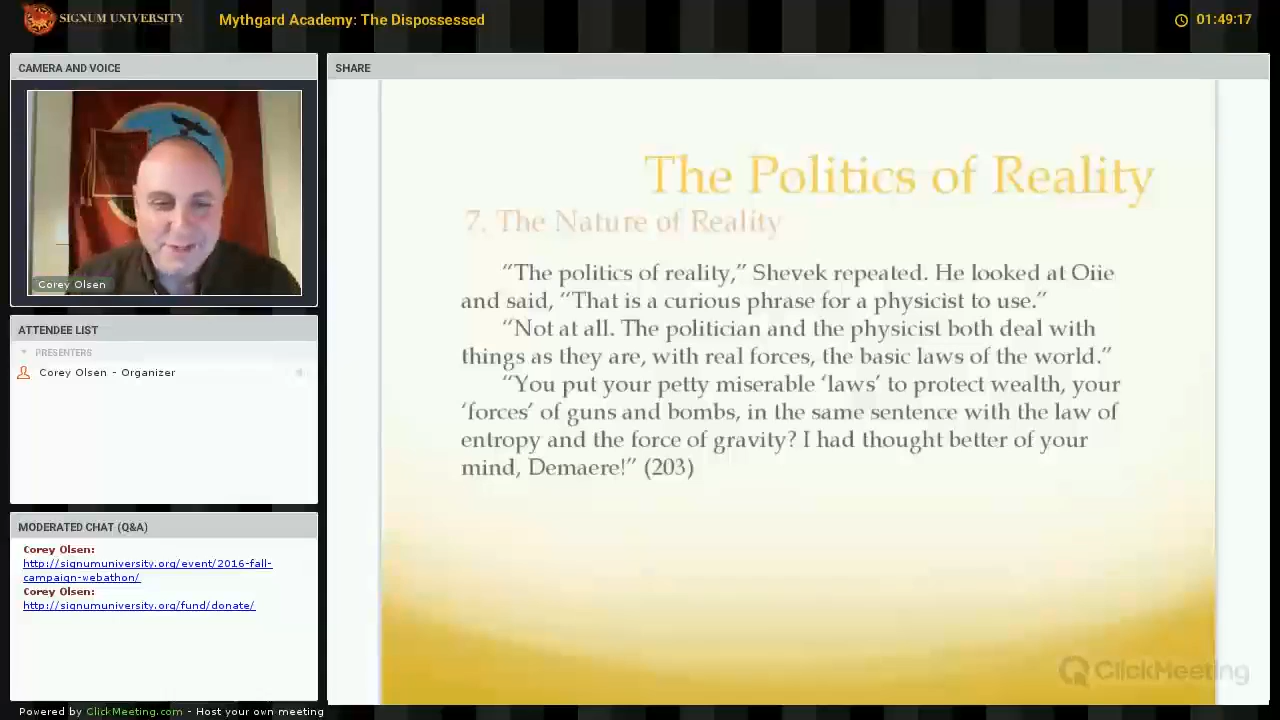 SIGNUM UNIVERSITY
Mythgard Academy: The Dispossessed
01:49:17
CAMERA AND VOICE
Corey Olsen
ATTENDEE LIST
PRESENTERS
Corey Olsen - Organizer
MODERATED CHAT (Q&A)
Corey Olsen:
http://signumuniversity.org/event/2016-fall-
campaign-webathon/
Corey Olsen:
http://signumuniversity.org/fund/donate/
SHARE
The Politics of Reality
7. The Nature of Reality
“The politics of reality,” Shevek repeated. He looked at Oiie
and said, “That is a curious phrase for a physicist to use.”
“Not at all. The politician and the physicist both deal with
things as they are, with real forces, the basic laws of the world.”
“You put your petty miserable ‘laws’ to protect wealth, your
‘forces’ of guns and bombs, in the same sentence with the law of
entropy and the force of gravity? I had thought better of your
mind, Demaere!” (203)
ClickMeeting
Powered by ClickMeeting.com - Host your own meeting